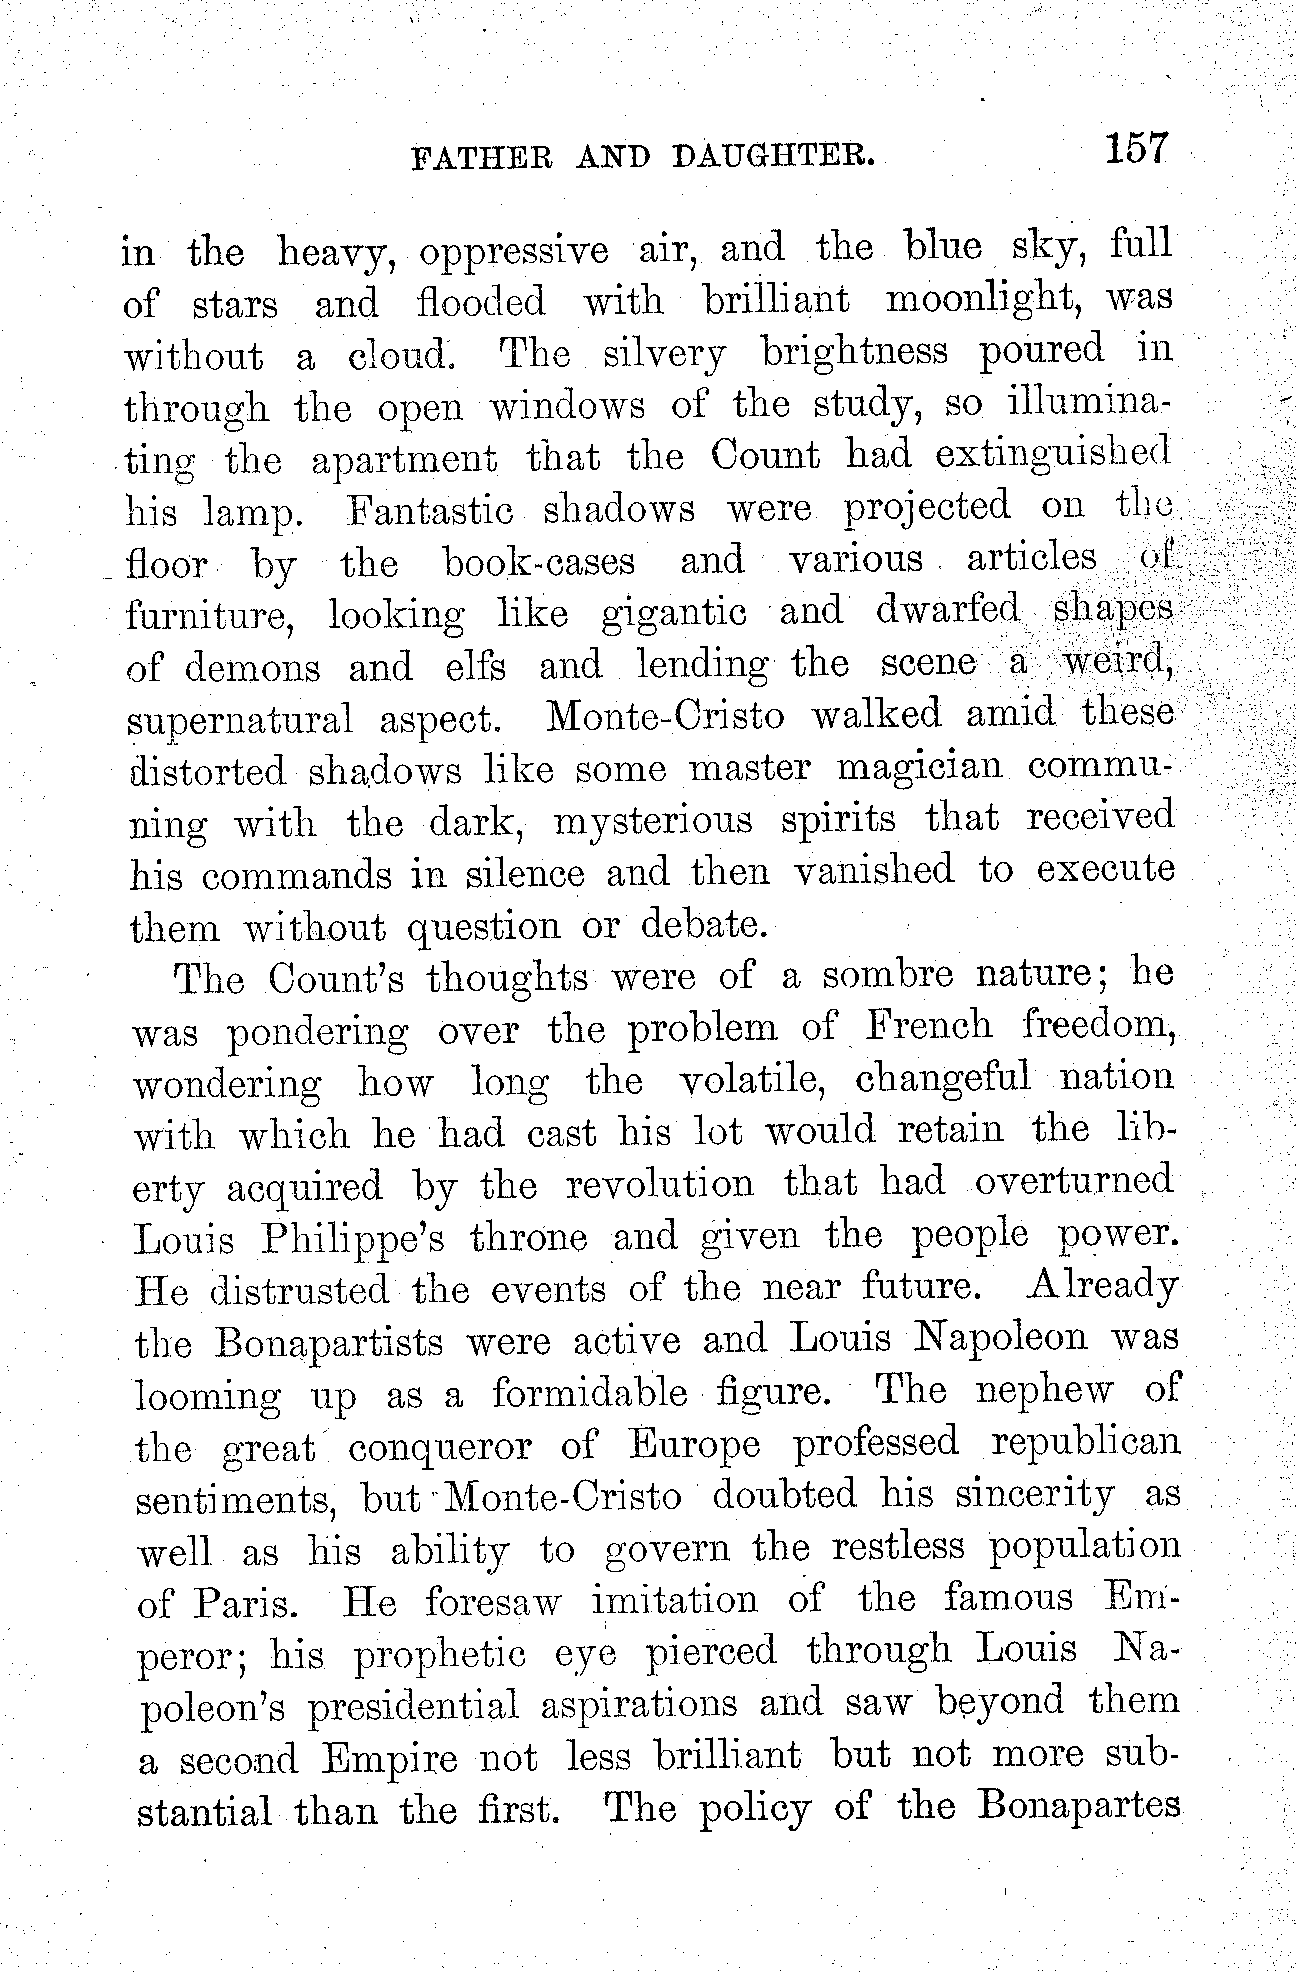 FATHER AND DAUGHTER. 157
in the heavy, oppressive air, and the blue sky, full
of stars and flooded with brilliant moonlight, was
without a cloud. The silvery brightness poured in
through the open windows of the study, so illumina-
ting the apartment that the Count had extinguished
his lamp. Fantastic shadows were projected on the
floor by the book-cases and various articles of
furniture, looking like gigantic and dwarfed shapes
of demons and elfs and lending the scene a weird,
supernatural aspect. Monte-Cristo walked amid these
distorted shadows like some master magician commu-
ning with the dark, mysterious spirits that received
his commands in silence and then vanished to execute
them without question or debate.
The Count's thoughts were of a sombre nature; he
was pondering over the problem of French freedom,
wondering how long the volatile, changeful nation
with which he had cast his lot would retain the lib-
erty acquired by the revolution that had overturned
Louis Philippe's throne and given the people power.
He distrusted the events of the near future. Already
the Bonapartists were active and Louis Napoleon was
looming up as a formidable figure. The nephew of
the great conqueror of Europe professed republican
sentiments, but Monte-Cristo doubted his sincerity as
well as his ability to govern the restless population
of Paris. He foresaw imitation of the famous Em-
peror; his prophetic eye pierced through Louis Na-
poleon's presidential aspirations and saw beyond them
a second Empire not less brilliant but not more sub-
stantial than the first. The policy of the Bonapartes